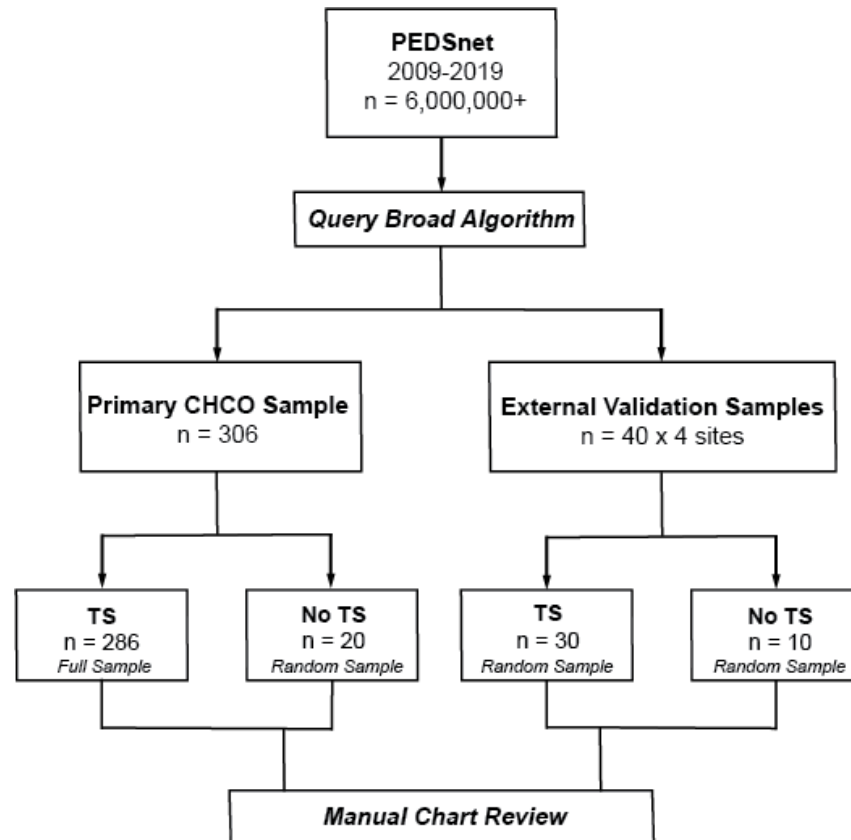 PEDSnet
2009-2019
n = 6,000,000+
Query Broad Algorithm
Primary CHCO Sample
n = 306
External Validation Samples
n = 40 x 4 sites
TS
n = 286
Full Sample
No TS
n = 20
Random Sample
TS
n = 30
Random Sample
No TS
n = 10
Random Sample
Manual Chart Review